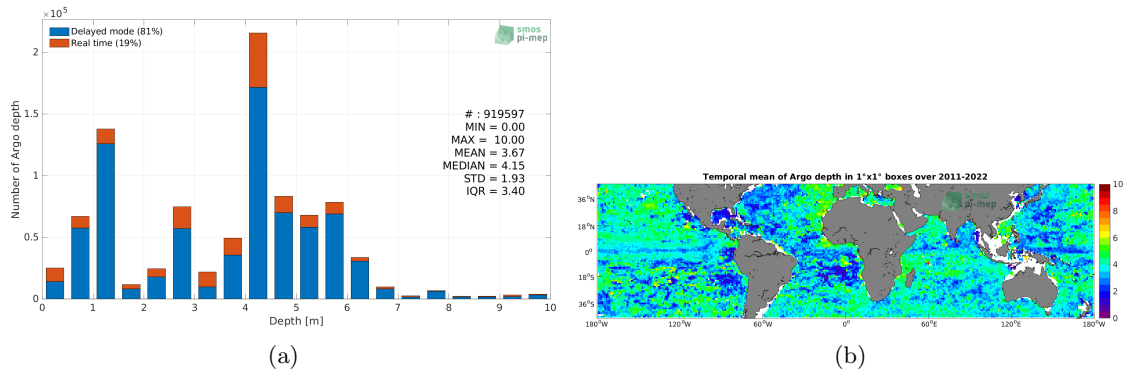 ×10⁵
Delayed mode (81%)
Real time (19%)
smos
pi-mep
2
1.5
1
0.5
0
Number of Argo depth
# : 919597
MIN = 0.00
MAX = 10.00
MEAN = 3.67
MEDIAN = 4.15
STD = 1.93
IQR = 3.40
0 1 2 3 4 5 6 7 8 9 10
Depth [m]
(a)
Temporal mean of Argo depth in 1°x1° boxes over 2011-2022
smos
pi-mep
36°N
18°N
0°
18°S
36°S
180°W 120°W 60°W 0° 60°E 120°E 180°W
10
8
6
4
2
0
(b)